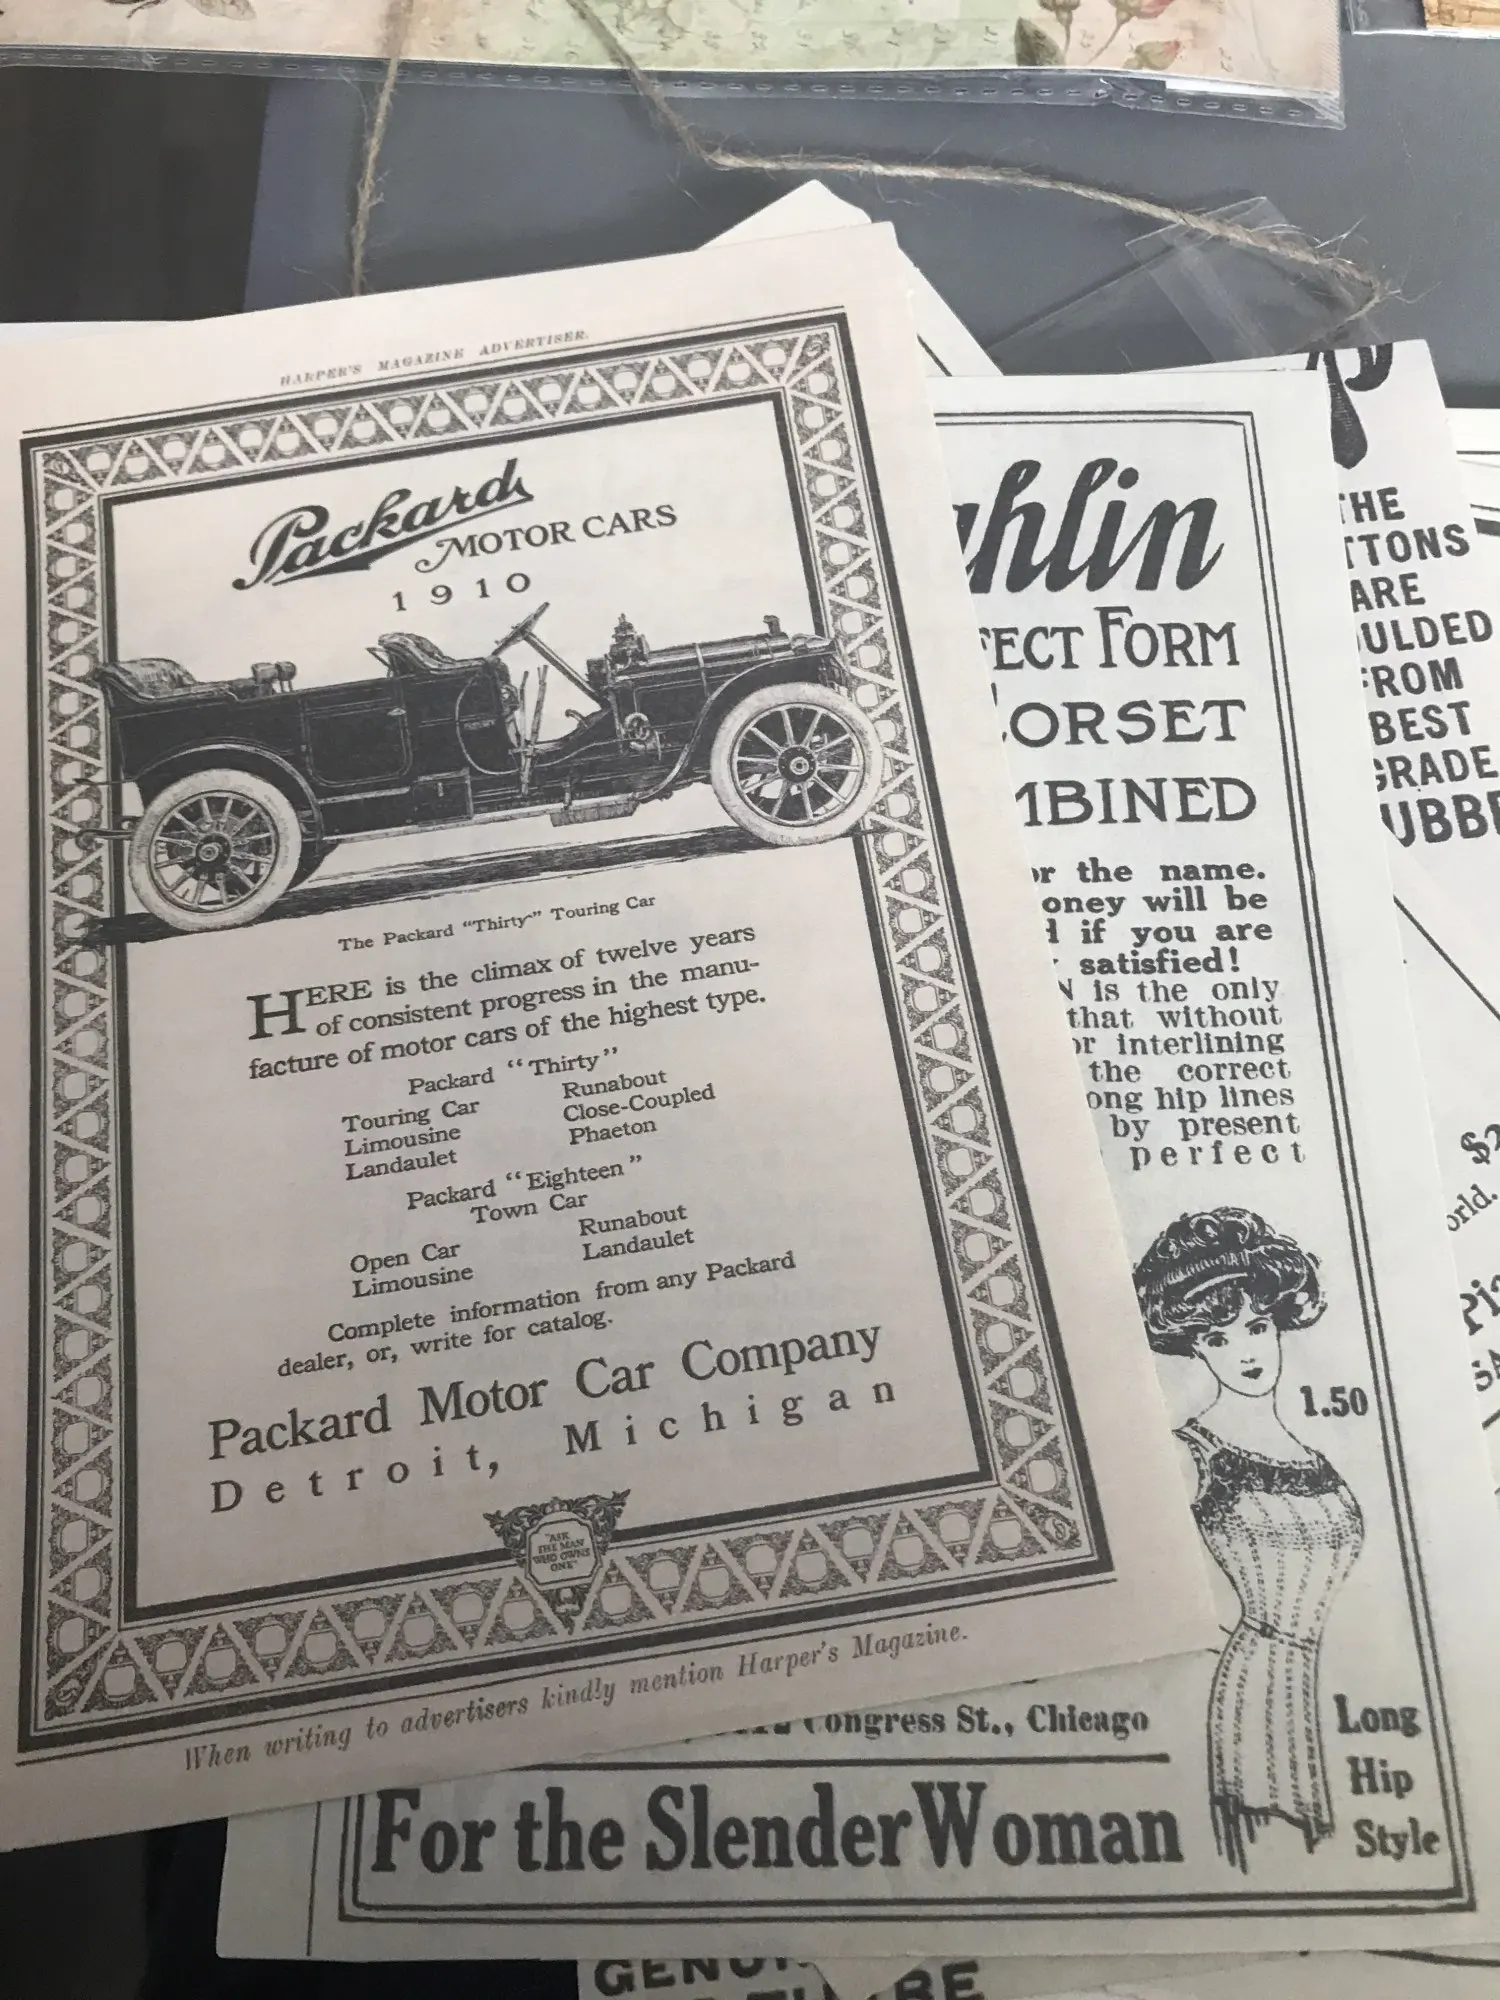 HARPER'S MAGAZINE ADVERTISER.
Packard
MOTOR CARS
1910
The Packard "Thirty" Touring Car
HERE is the climax of twelve years
of consistent progress in the manu-
facture of motor cars of the highest type.
Packard "Thirty"
Touring Car Runabout
Limousine Close-Coupled
Landaulet Phaeton
Packard "Eighteen"
Town Car
Open Car Runabout
Limousine Landaulet
Complete information from any Packard
dealer, or, write for catalog.
Packard Motor Car Company
Detroit, Michigan
"ASK
THE MAN
WHO OWNS
ONE"
When writing to advertisers kindly mention Harper's Magazine.
hlin
FECT FORM
ORSET
MBINED
or the name.
oney will be
if you are
satisfied!
is the only
that without
or interlining
the correct
ong hip lines
by present
perfect
1.50
Congress St., Chicago
Long
Hip
Style
For the Slender Woman
THE
TTONS
ARE
ULDED
FROM
BEST
GRADE
UBBE
orld.